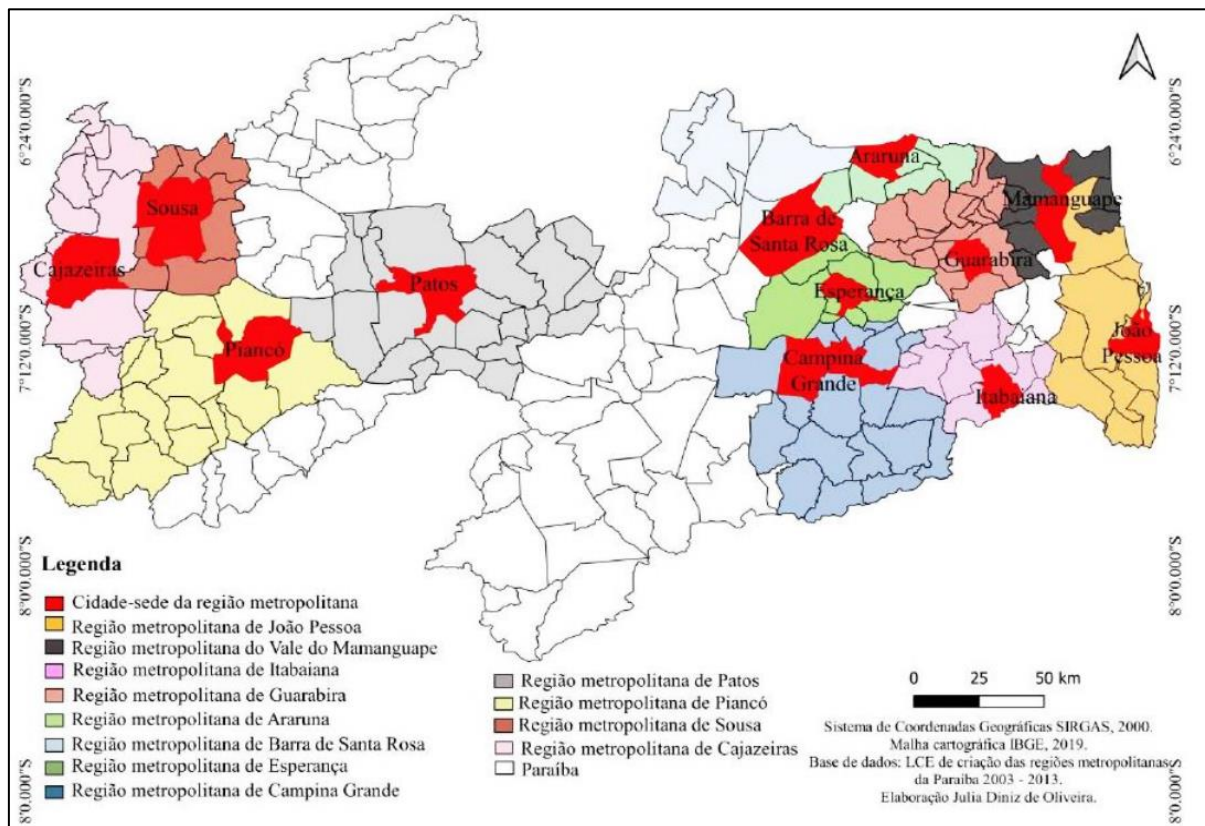 6°24'0.000"S
6°24'0.000"S
Araruna
Mamanguape
Sousa
Barra de
Santa Rosa
Cajazeiras
Guarabira
Patos
Esperança
João
Pessoa
Piancó
Campina
Grande
Itabaiana
7°12'0.000"S
7°12'0.000"S
8°0'0.000"S
8°0'0.000"S
Legenda
Cidade-sede da região metropolitana
Região metropolitana de João Pessoa
Região metropolitana do Vale do Mamanguape
Região metropolitana de Itabaiana
Região metropolitana de Guarabira
Região metropolitana de Araruna
Região metropolitana de Barra de Santa Rosa
Região metropolitana de Esperança
Região metropolitana de Campina Grande
Região metropolitana de Patos
Região metropolitana de Piancó
Região metropolitana de Sousa
Região metropolitana de Cajazeiras
Paraíba
0 25 50 km
Sistema de Coordenadas Geográficas SIRGAS, 2000.
Malha cartográfica IBGE, 2019.
Base de dados: LCE de criação das regiões metropolitanas
da Paraiba 2003 - 2013.
Elaboração Julia Diniz de Oliveira.
8°0'0.000"S
8°0'0.000"S